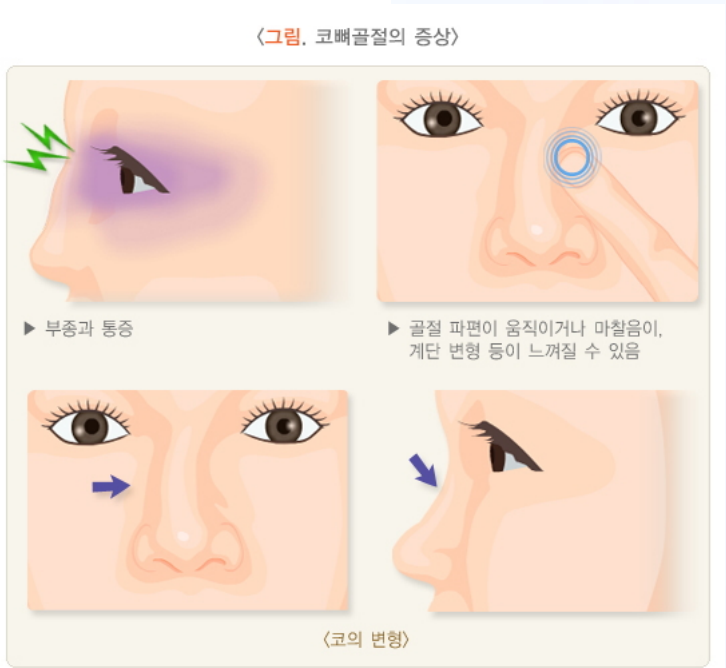 〈그림. 코뼈골절의 증상〉
▶ 부종과 통증
▶ 골절 파편이 움직이거나 마찰음이,
계단 변형 등이 느껴질 수 있음
〈코의 변형〉